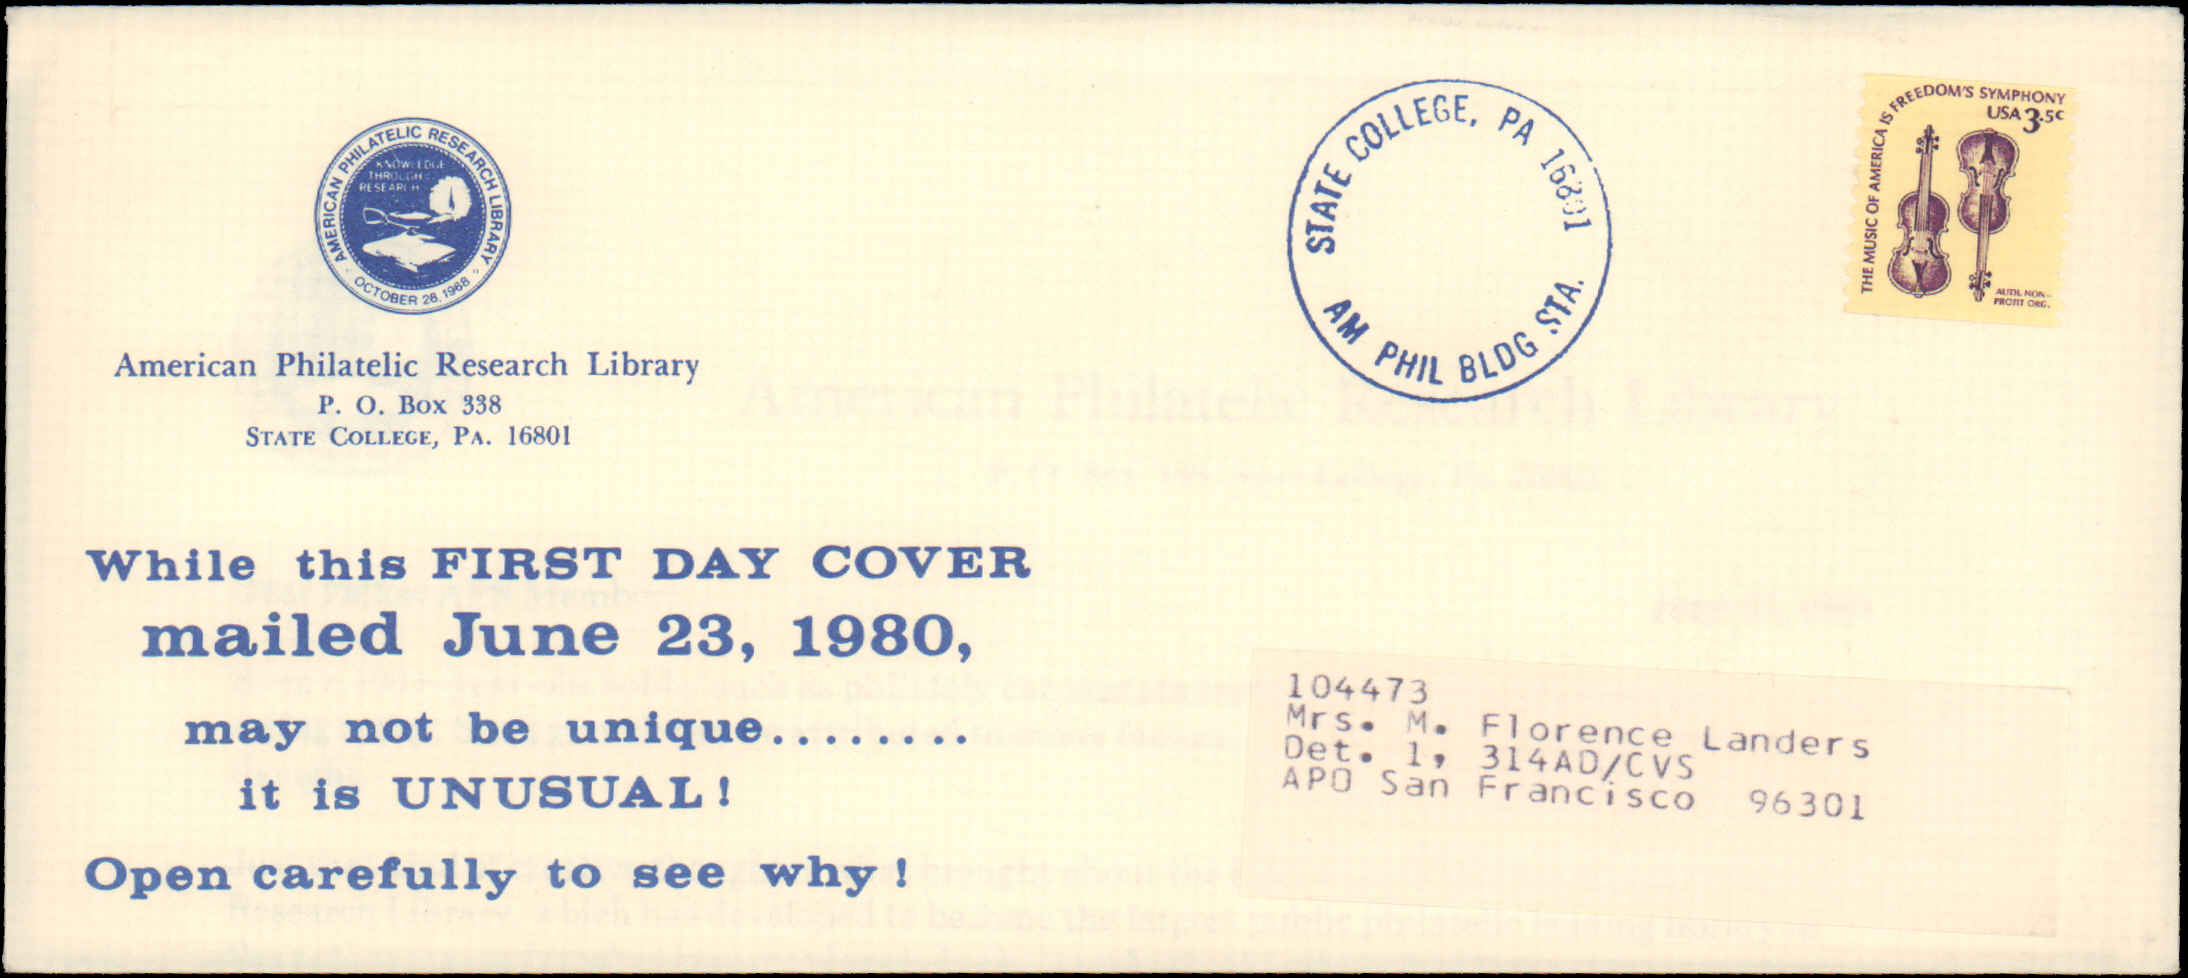 AMERICAN PHILATELIC RESEARCH LIBRARY
KNOWLEDGE
THROUGH
RESEARCH
OCTOBER 28, 1968
American Philatelic Research Library
P. O. Box 338
STATE COLLEGE, PA. 16801
STATE COLLEGE, PA 16801
AM PHIL BLDG STA.
THE MUSIC OF AMERICA IS FREEDOM'S SYMPHONY
USA 3.5c
AUTH. NON-
PROFIT ORG.
While this FIRST DAY COVER
mailed June 23, 1980,
may not be unique........
it is UNUSUAL!
Open carefully to see why!
104473
Mrs. M. Florence Landers
Det. 1, 314AD/CVS
APO San Francisco 96301